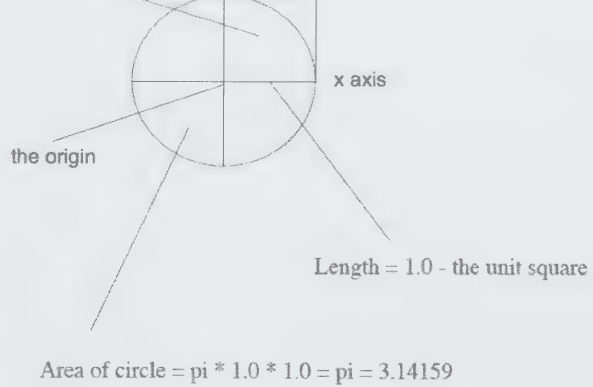 x axis
the origin
Length = 1.0 - the unit square
Area of circle = pi * 1.0 * 1.0 = pi = 3.14159